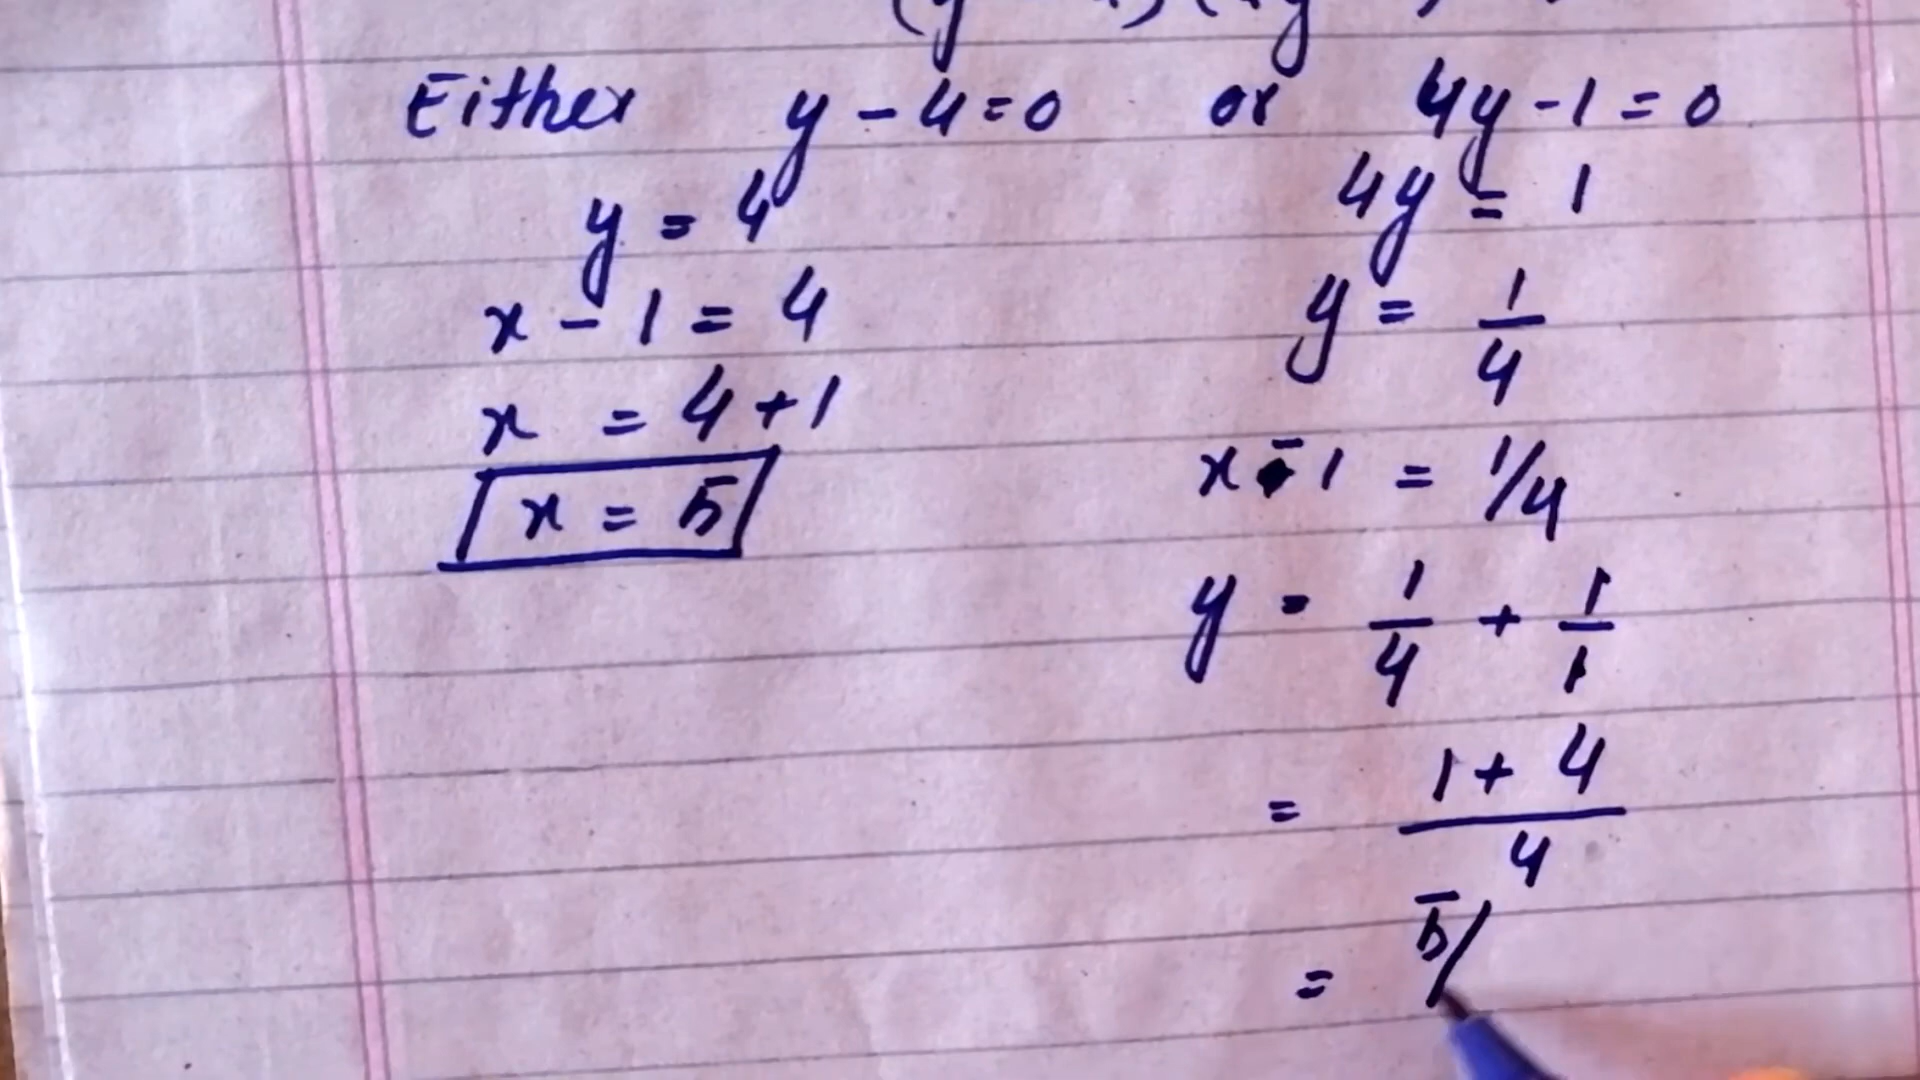 Either y - 4 = 0 or 4y - 1 = 0
y = 4
x - 1 = 4
x = 4 + 1
x = 5
4y = 1
y = 1/4
x - 1 = 1/4
y = 1/4 + 1/1
= 1 + 4 / 4
= 5/